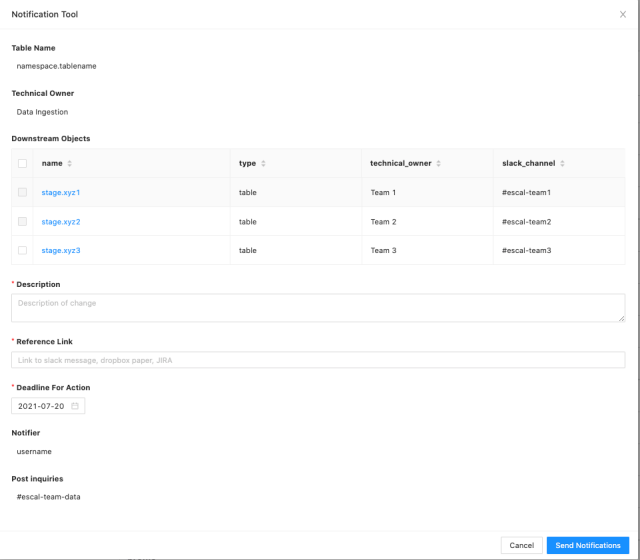 Notification Tool
Table Name
namespace.tablename
Technical Owner
Data Ingestion
Downstream Objects
name type technical_owner slack_channel
stage.xyz1 table Team 1 #escal-team1
stage.xyz2 table Team 2 #escal-team2
stage.xyz3 table Team 3 #escal-team3
* Description
Description of change
* Reference Link
Link to slack message, dropbox paper, JIRA
* Deadline For Action
2021-07-20
Notifier
username
Post inquiries
#escal-team-data
Cancel Send Notifications